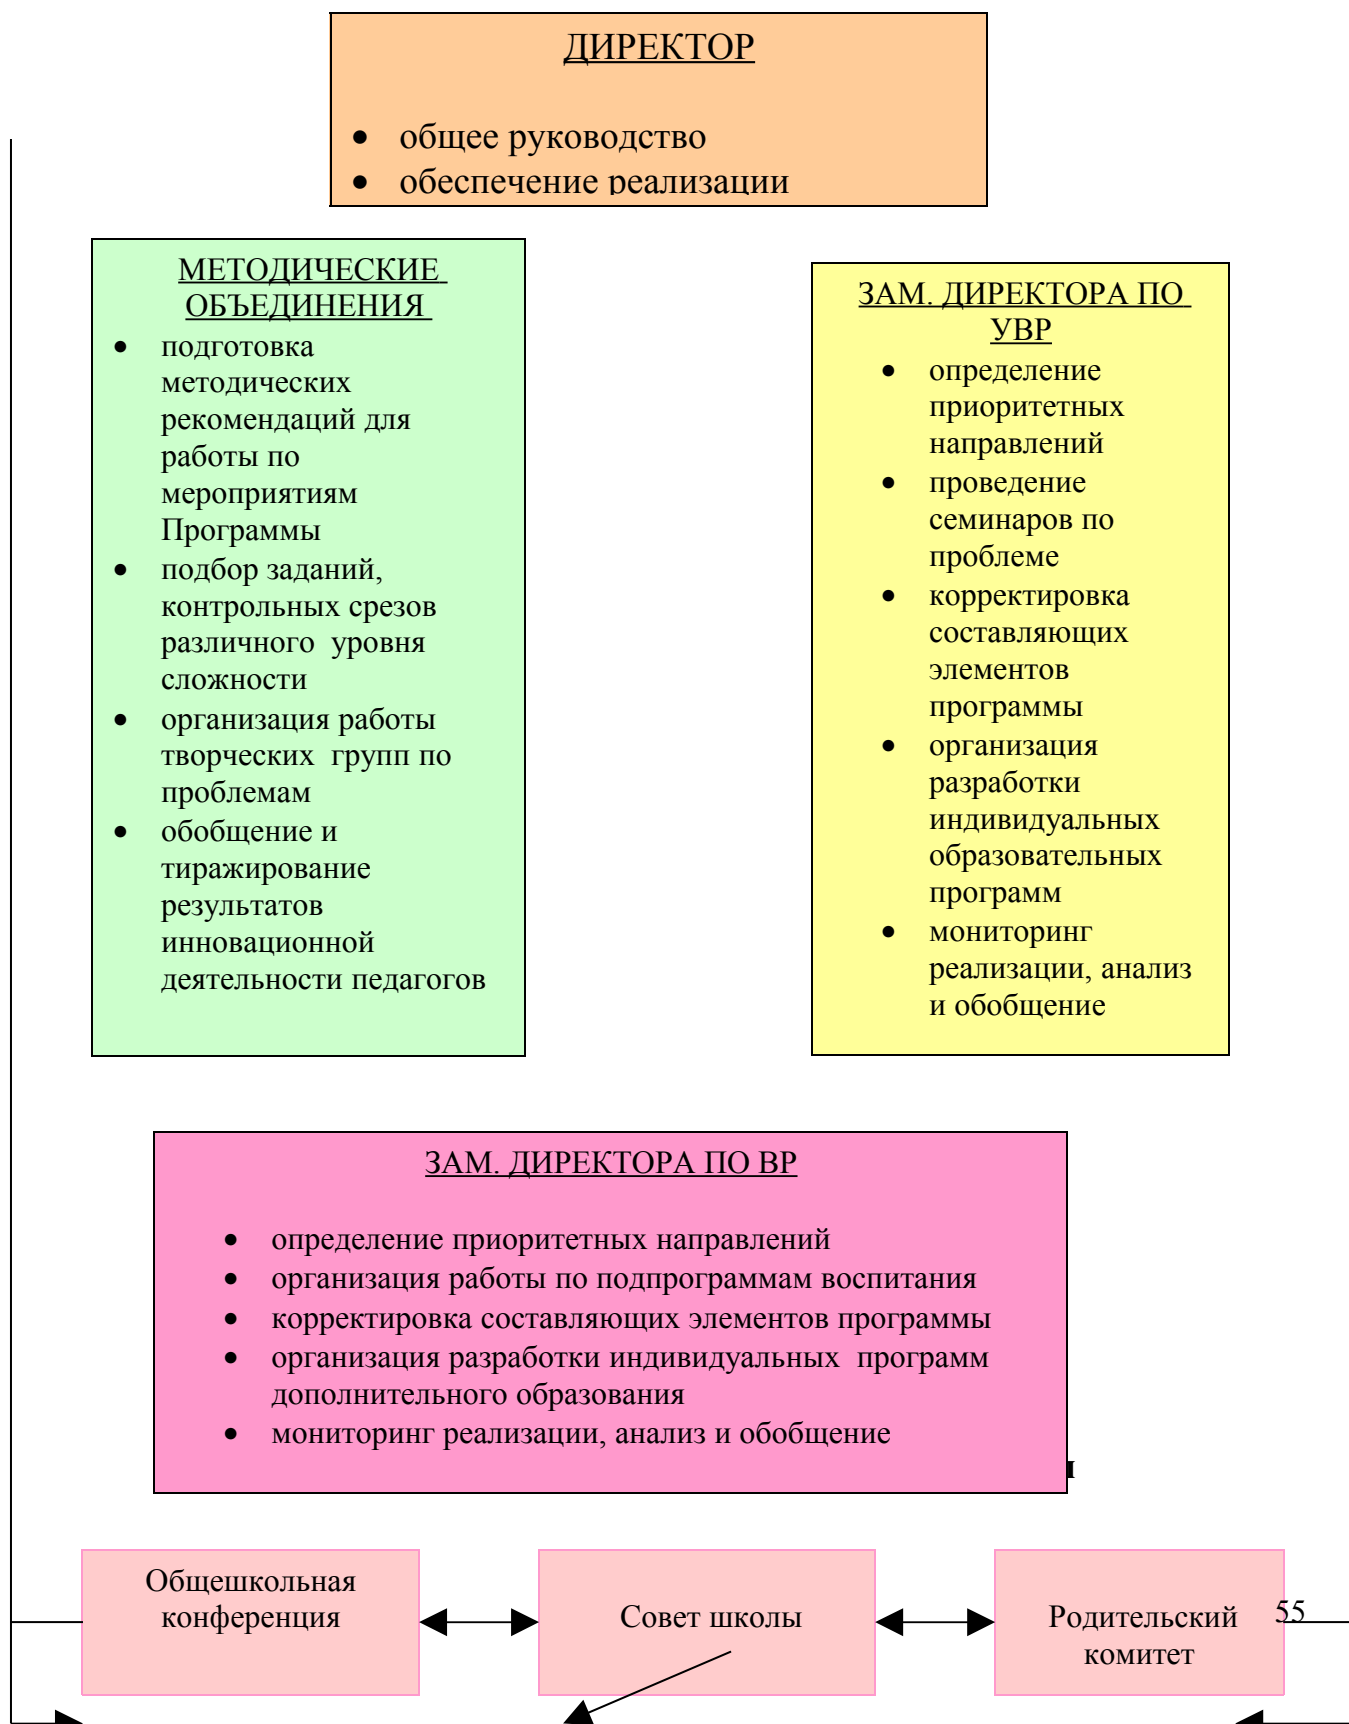 ДИРЕКТОР
• общее руководство
• обеспечение реализации
МЕТОДИЧЕСКИЕ
ОБЪЕДИНЕНИЯ
• подготовка
методических
рекомендаций для
работы по
мероприятиям
Программы
• подбор заданий,
контрольных срезов
различного уровня
сложности
• организация работы
творческих групп по
проблемам
• обобщение и
тиражирование
результатов
инновационной
деятельности педагогов
ЗАМ. ДИРЕКТОРА ПО
УВР
• определение
приоритетных
направлений
• проведение
семинаров по
проблеме
• корректировка
составляющих
элементов
программы
• организация
разработки
индивидуальных
образовательных
программ
• мониторинг
реализации, анализ
и обобщение
ЗАМ. ДИРЕКТОРА ПО ВР
• определение приоритетных направлений
• организация работы по подпрограммам воспитания
• корректировка составляющих элементов программы
• организация разработки индивидуальных программ
дополнительного образования
• мониторинг реализации, анализ и обобщение
Общешкольная
конференция
Совет школы
Родительский
комитет
55